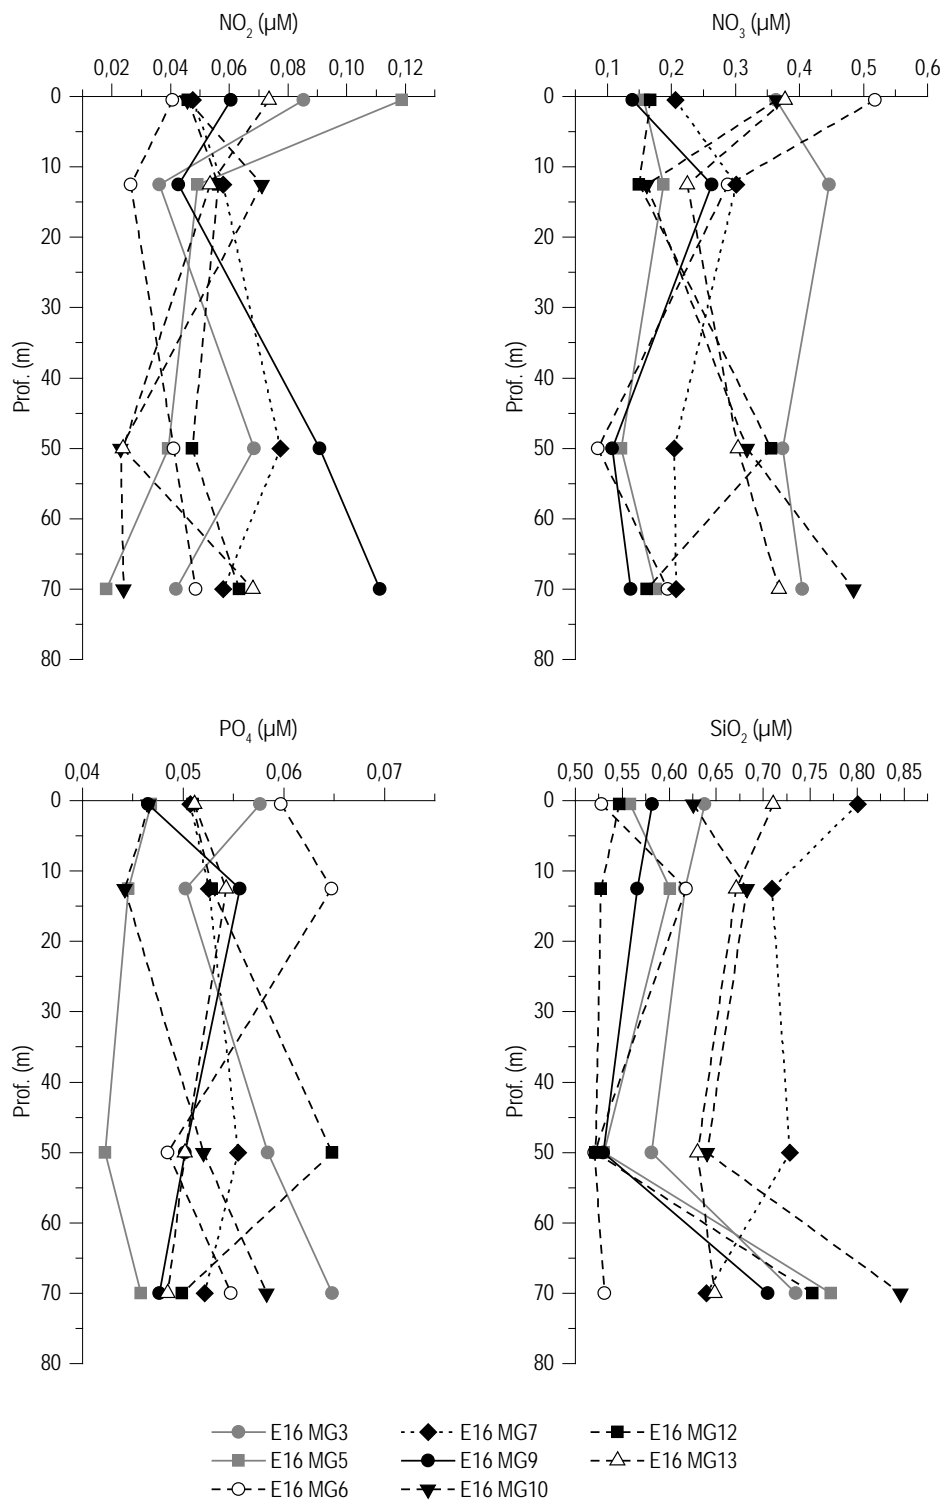 NO2 (µM)
0,02 0,04 0,06 0,08 0,10 0,12
0
10
20
30
40
50
60
70
80
Prof. (m)
NO3 (µM)
0,1 0,2 0,3 0,4 0,5 0,6
0
10
20
30
40
50
60
70
80
Prof. (m)
PO4 (µM)
0,04 0,05 0,06 0,07
0
10
20
30
40
50
60
70
80
Prof. (m)
SiO2 (µM)
0,50 0,55 0,60 0,65 0,70 0,75 0,80 0,85
0
10
20
30
40
50
60
70
80
Prof. (m)
E16 MG3
E16 MG5
E16 MG6
E16 MG7
E16 MG9
E16 MG10
E16 MG12
E16 MG13